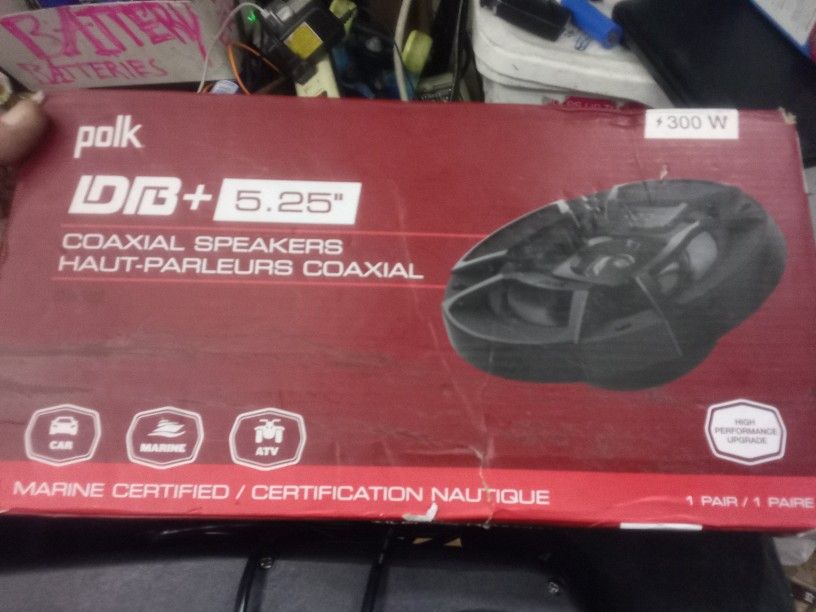 BATTERY
BATTERIES
polk
300 W
DB+ 5.25"
COAXIAL SPEAKERS
HAUT-PARLEURS COAXIAL
CAR
MARINE
ATV
HIGH
PERFORMANCE
UPGRADE
MARINE CERTIFIED / CERTIFICATION NAUTIQUE
1 PAIR / 1 PAIRE